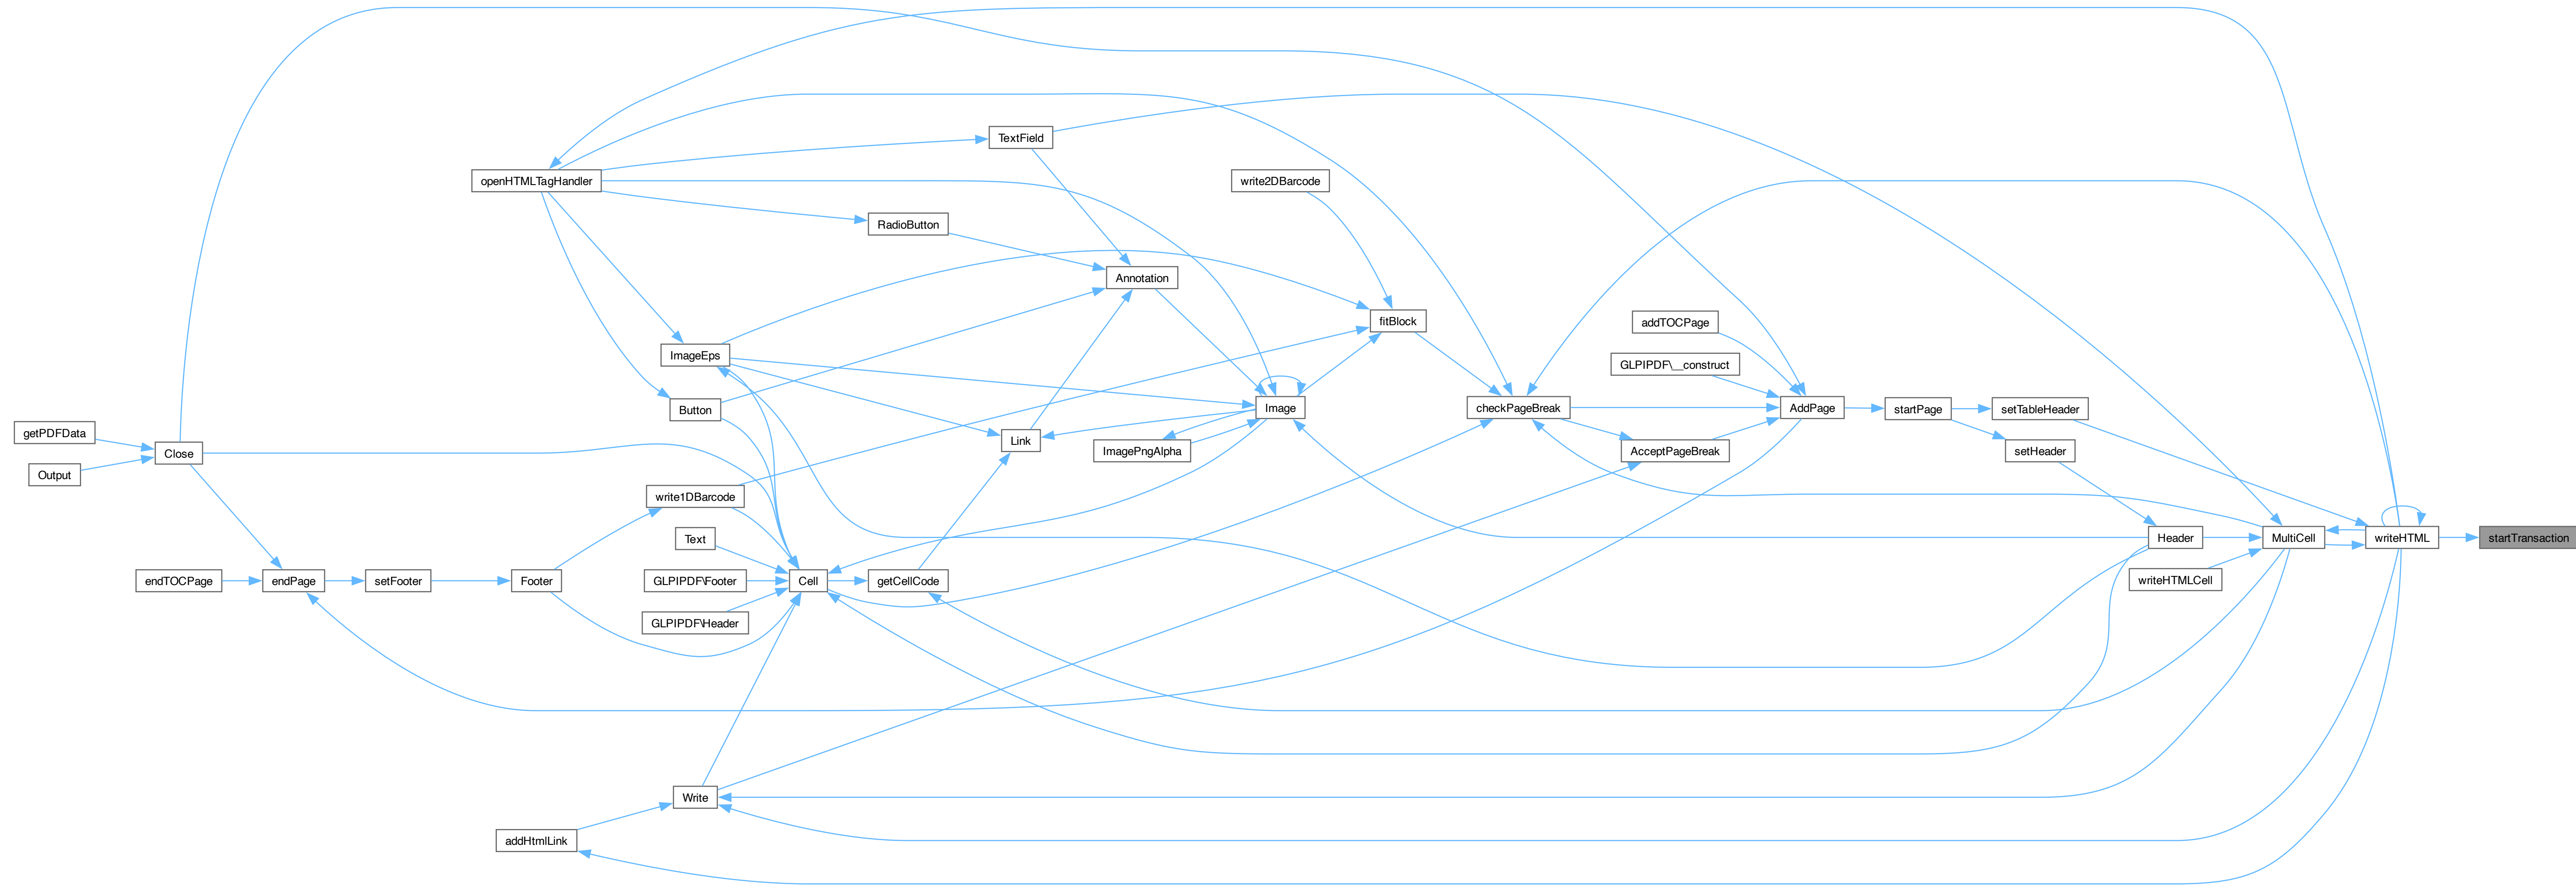 TextField
openHTMLTagHandler
write2DBarcode
RadioButton
Annotation
fitBlock
addTOCPage
ImageEps
GLPIPDF\__construct
Button
Image
checkPageBreak
AddPage
startPage
setTableHeader
getPDFData
Close
Link
ImagePngAlpha
AcceptPageBreak
setHeader
Output
write1DBarcode
Text
Header
MultiCell
writeHTML
startTransaction
endTOCPage
endPage
setFooter
Footer
GLPIPDF\Footer
Cell
getCellCode
writeHTMLCell
GLPIPDF\Header
Write
addHtmlLink